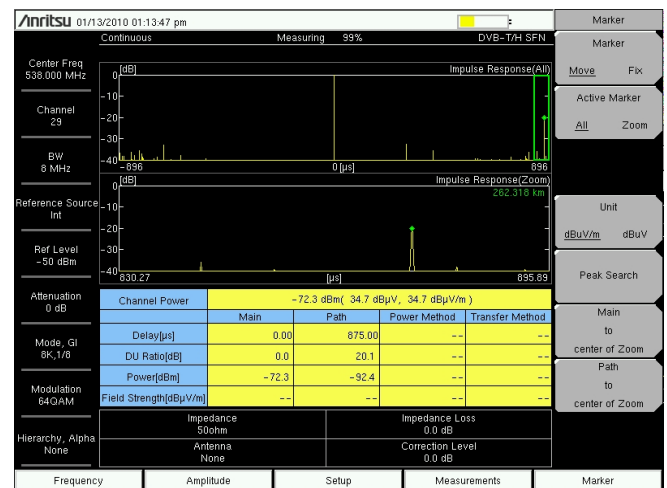 Anritsu 01/13/2010 01:13:47 pm
Marker
Continuous Measuring 99% DVB-T/H SFN
Center Freq
538.000 MHz
Channel
29
BW
8 MHz
Reference Source
Int
Ref Level
-50 dBm
Attenuation
0 dB
Mode, GI
8K,1/8
Modulation
64QAM
Hierarchy, Alpha
None
[dB] Impulse Response(All)
0
-10
-20
-30
-40
-896 0 [µs] 896
[dB] Impulse Response(Zoom)
262.318 km
0
-10
-20
-30
-40
830.27 [µs] 895.89
Channel Power -72.3 dBm( 34.7 dBµV, 34.7 dBµV/m )
Main Path Power Method Transfer Method
Delay[µs] 0.00 875.00 -- --
DU Ratio[dB] 0.0 20.1 -- --
Power[dBm] -72.3 -92.4 -- --
Field Strength[dBµV/m] -- -- -- --
Impedance
50ohm
Impedance Loss
0.0 dB
Antenna
None
Correction Level
0.0 dB
Marker
Move Fix
Active Marker
All Zoom
Unit
dBuV/m dBuV
Peak Search
Main
to
center of Zoom
Path
to
center of Zoom
Frequency Amplitude Setup Measurements Marker